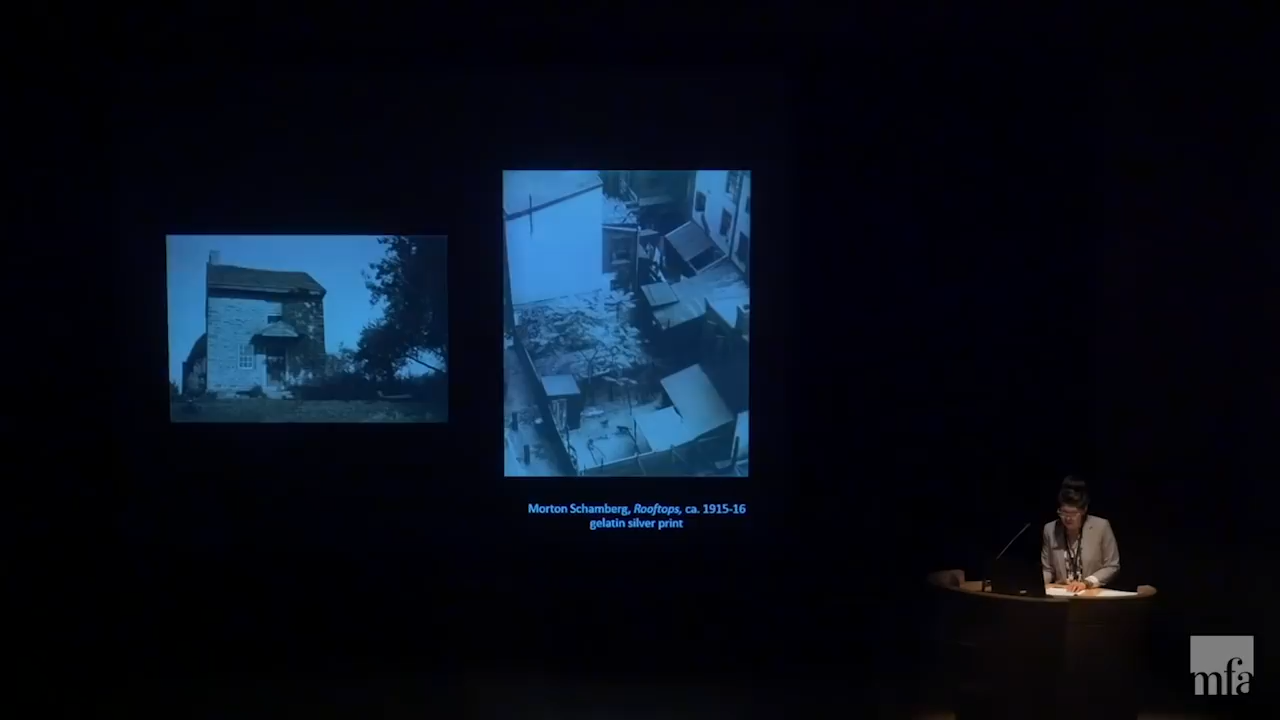 Morton Schamberg, Rooftops, ca. 1915-16
gelatin silver print
mfa